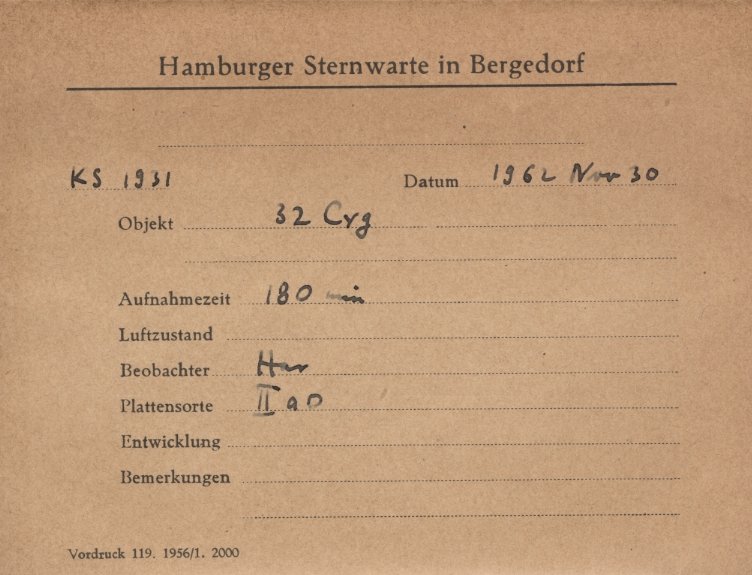 Hamburger Sternwarte in Bergedorf
KS 1931 Datum 1962 Nov 30
Objekt 32 Cyg
Aufnahmezeit 180 min
Luftzustand
Beobachter Har
Plattensorte II a O
Entwicklung
Bemerkungen
Vordruck 119. 1956/1. 2000